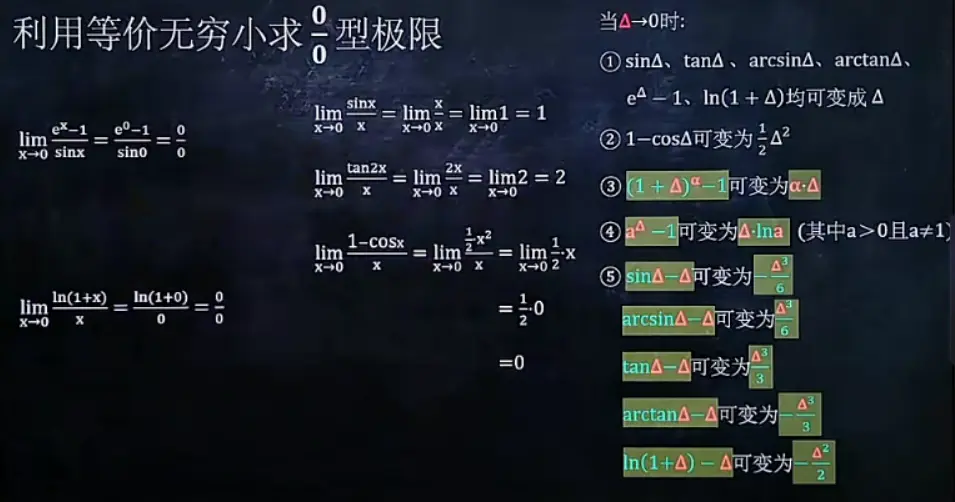 利用等价无穷小求 0/0 型极限
lim_{x→0} (e^x−1)/sinx = (e^0−1)/sin0 = 0/0
lim_{x→0} ln(1+x)/x = ln(1+0)/0 = 0/0
lim_{x→0} sinx/x = lim_{x→0} x/x = lim_{x→0} 1 = 1
lim_{x→0} tan2x/x = lim_{x→0} 2x/x = lim_{x→0} 2 = 2
lim_{x→0} (1−cosx)/x = lim_{x→0} (1/2·x²)/x = lim_{x→0} 1/2·x
= 1/2·0
=0
当Δ→0时:
① sinΔ、tanΔ 、arcsinΔ、arctanΔ、
e^Δ − 1、ln(1 + Δ)均可变成 Δ
② 1−cosΔ可变为 1/2 Δ²
③ (1 + Δ)^α−1可变为α·Δ
④ a^Δ −1可变为Δ·lna (其中a>0且a≠1)
⑤ sinΔ−Δ可变为−Δ³/6
arcsinΔ−Δ可变为Δ³/6
tanΔ−Δ可变为Δ³/3
arctanΔ−Δ可变为−Δ³/3
ln(1+Δ) − Δ可变为−Δ²/2